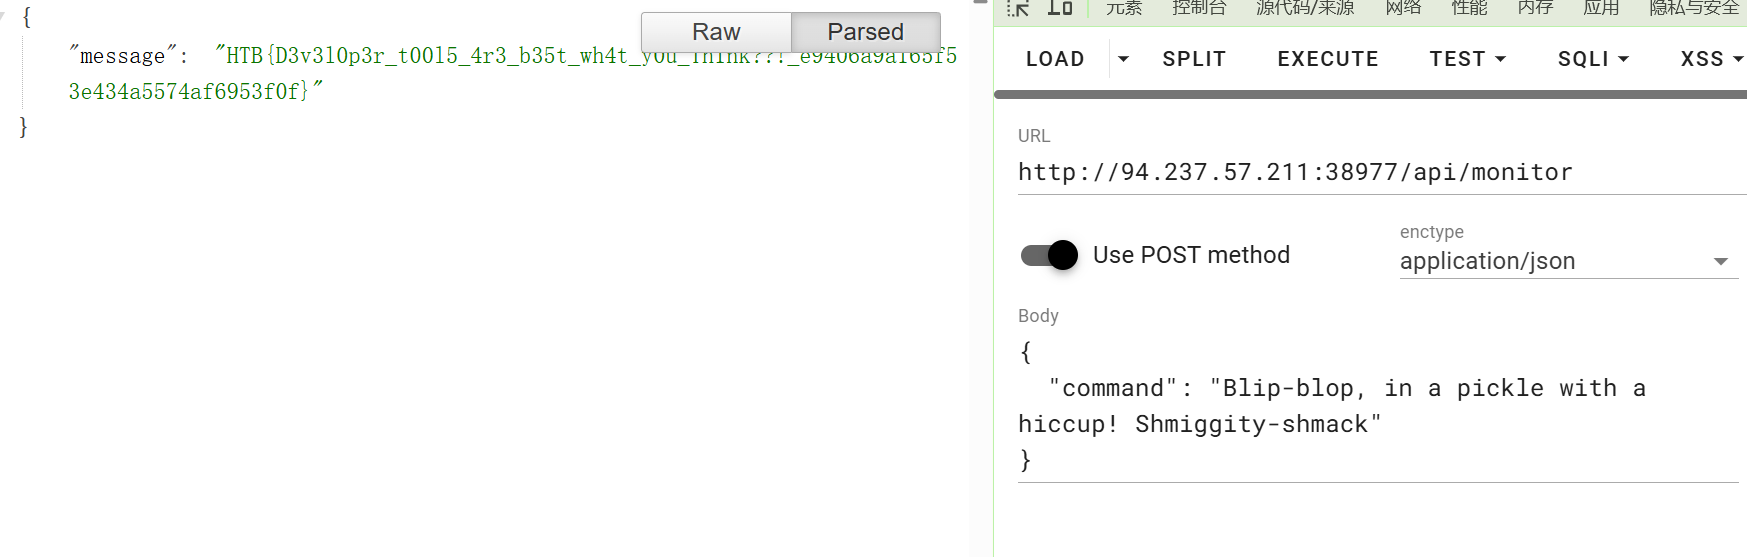 {
Raw Parsed
"message": "HTB{D3v3l0p3r_t00l5_4r3_b35t_wh4t_y0u_Th1nk??!_e9406a9a165f5
3e434a5574af6953f0f}"
}
元素 控制台 源代码/来源 网络 性能 内存 应用 隐私与安全
LOAD SPLIT EXECUTE TEST SQLI XSS
URL
http://94.237.57.211:38977/api/monitor
Use POST method
enctype
application/json
Body
{
"command": "Blip-blop, in a pickle with a
hiccup! Shmiggity-shmack"
}